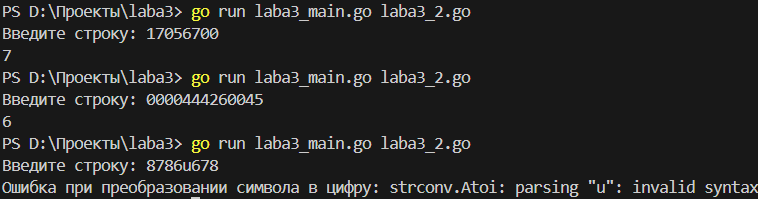 PS D:\Проекты\laba3> go run laba3_main.go laba3_2.go
Введите строку: 17056700
7
PS D:\Проекты\laba3> go run laba3_main.go laba3_2.go
Введите строку: 0000444260045
6
PS D:\Проекты\laba3> go run laba3_main.go laba3_2.go
Введите строку: 8786u678
Ошибка при преобразовании символа в цифру: strconv.Atoi: parsing "u": invalid syntax